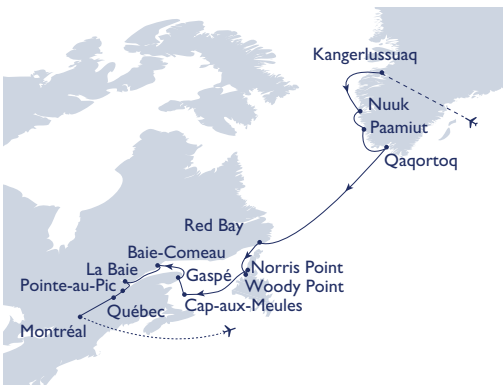 Kangerlussuaq
Nuuk
Paamiut
Qaqortoq
Red Bay
Baie-Comeau
La Baie
Gaspé
Norris Point
Pointe-au-Pic
Woody Point
Québec
Cap-aux-Meules
Montréal